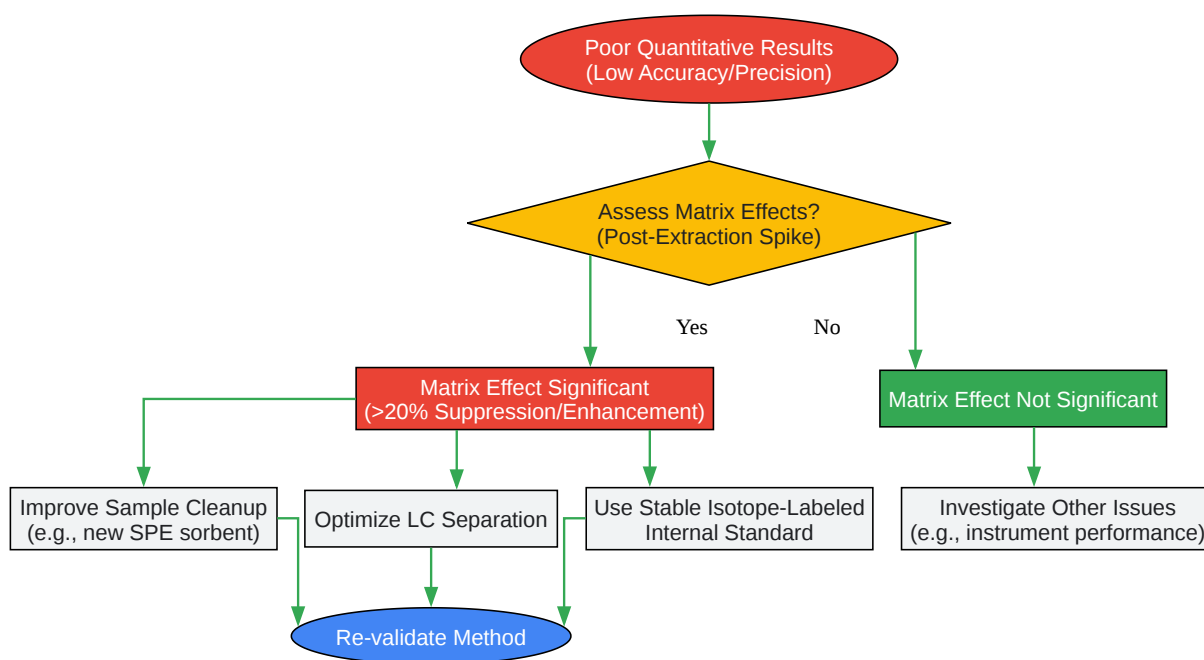 Poor Quantitative Results
(Low Accuracy/Precision)
Assess Matrix Effects?
(Post-Extraction Spike)
Yes
No
Matrix Effect Significant
(>20% Suppression/Enhancement)
Matrix Effect Not Significant
Improve Sample Cleanup
(e.g., new SPE sorbent)
Optimize LC Separation
Use Stable Isotope-Labeled
Internal Standard
Investigate Other Issues
(e.g., instrument performance)
Re-validate Method